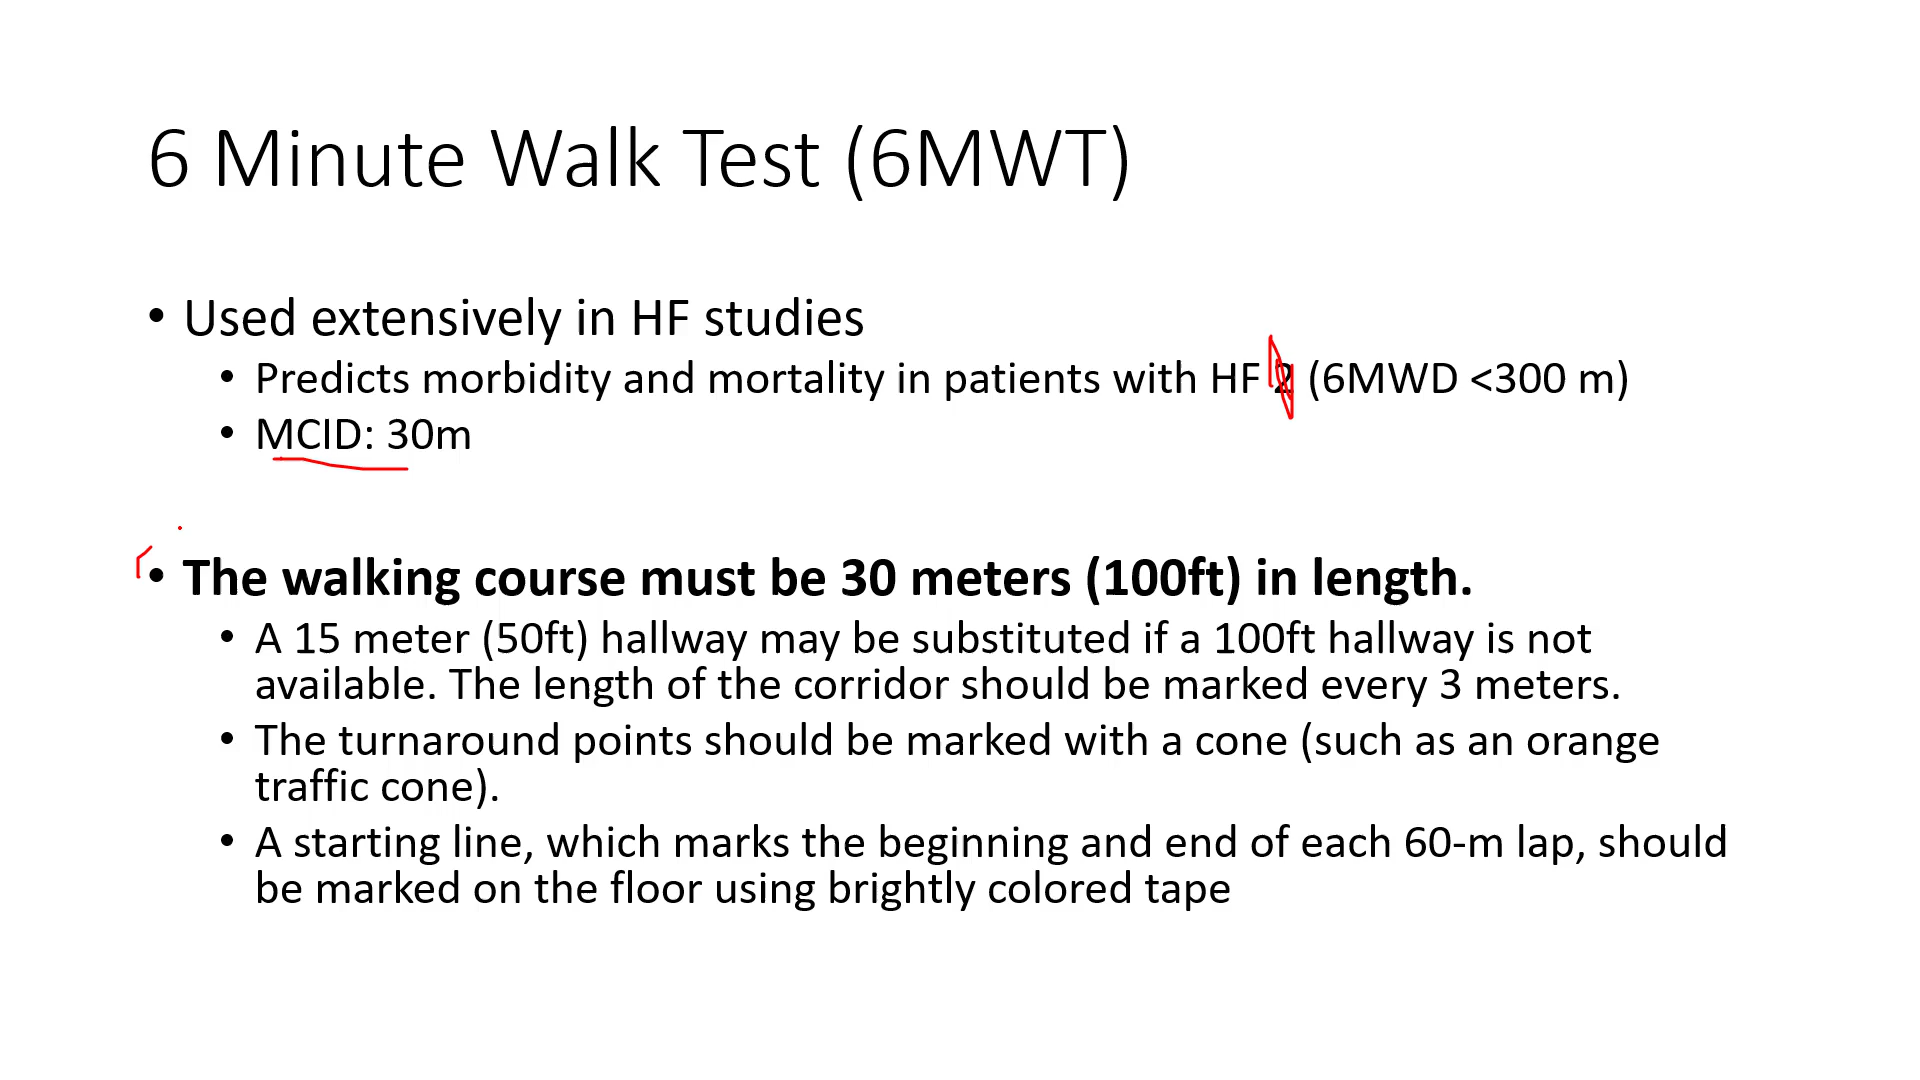 6 Minute Walk Test (6MWT)
• Used extensively in HF studies
• Predicts morbidity and mortality in patients with HF 2 (6MWD <300 m)
• MCID: 30m
• The walking course must be 30 meters (100ft) in length.
• A 15 meter (50ft) hallway may be substituted if a 100ft hallway is not
available. The length of the corridor should be marked every 3 meters.
• The turnaround points should be marked with a cone (such as an orange
traffic cone).
• A starting line, which marks the beginning and end of each 60-m lap, should
be marked on the floor using brightly colored tape